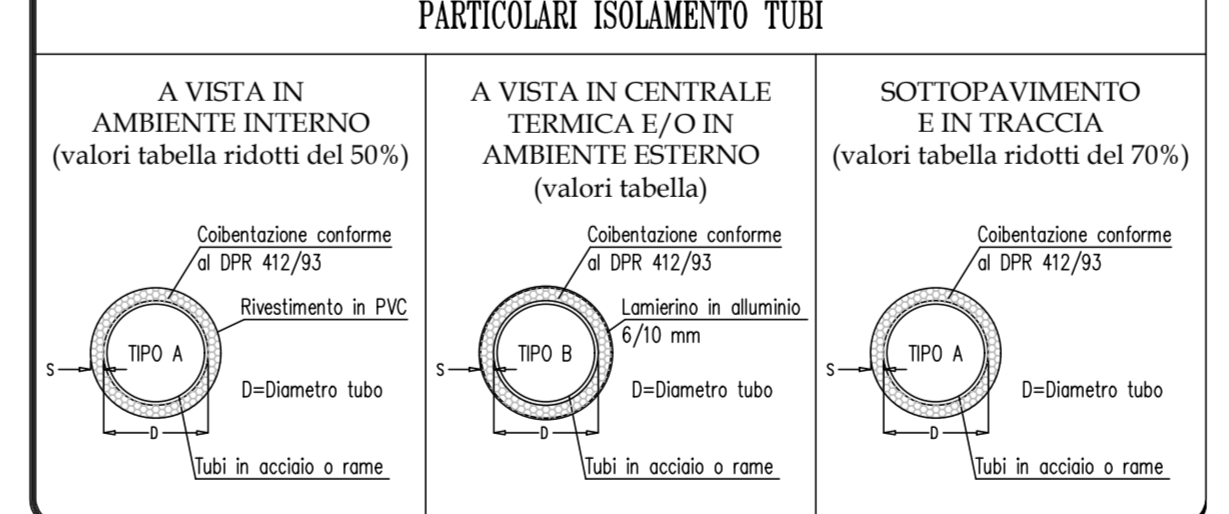 PARTICOLARI ISOLAMENTO TUBI
A VISTA IN
AMBIENTE INTERNO
(valori tabella ridotti del 50%)
Coibentazione conforme
al DPR 412/93
Rivestimento in PVC
TIPO A
S
D=Diametro tubo
D
Tubi in acciaio o rame
A VISTA IN CENTRALE
TERMICA E/O IN
AMBIENTE ESTERNO
(valori tabella)
Coibentazione conforme
al DPR 412/93
Lamierino in alluminio
6/10 mm
TIPO B
S
D=Diametro tubo
D
Tubi in acciaio o rame
SOTTOPAVIMENTO
E IN TRACCIA
(valori tabella ridotti del 70%)
Coibentazione conforme
al DPR 412/93
TIPO A
S
D=Diametro tubo
D
Tubi in acciaio o rame